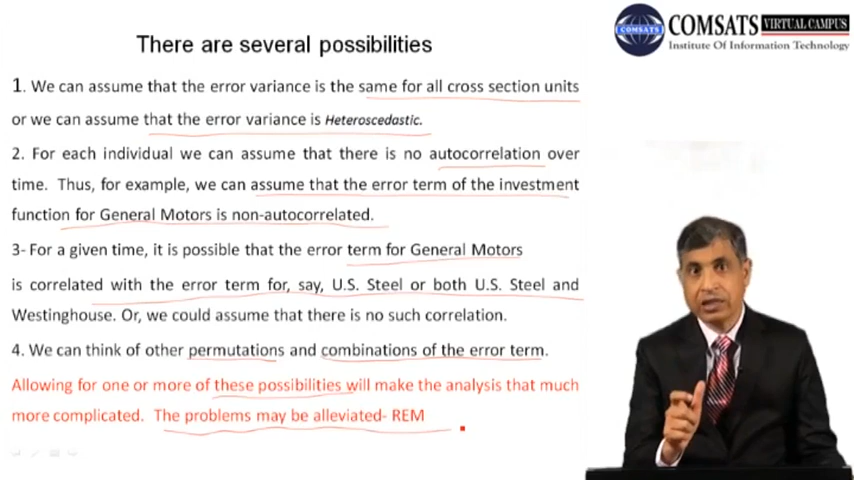 There are several possibilities
COMSATS VIRTUAL CAMPUS
COMSATS
Institute Of Information Technology
1. We can assume that the error variance is the same for all cross section units
or we can assume that the error variance is Heteroscedastic.
2. For each individual we can assume that there is no autocorrelation over
time. Thus, for example, we can assume that the error term of the investment
function for General Motors is non-autocorrelated.
3- For a given time, it is possible that the error term for General Motors
is correlated with the error term for, say, U.S. Steel or both U.S. Steel and
Westinghouse. Or, we could assume that there is no such correlation.
4. We can think of other permutations and combinations of the error term.
Allowing for one or more of these possibilities will make the analysis that much
more complicated. The problems may be alleviated- REM